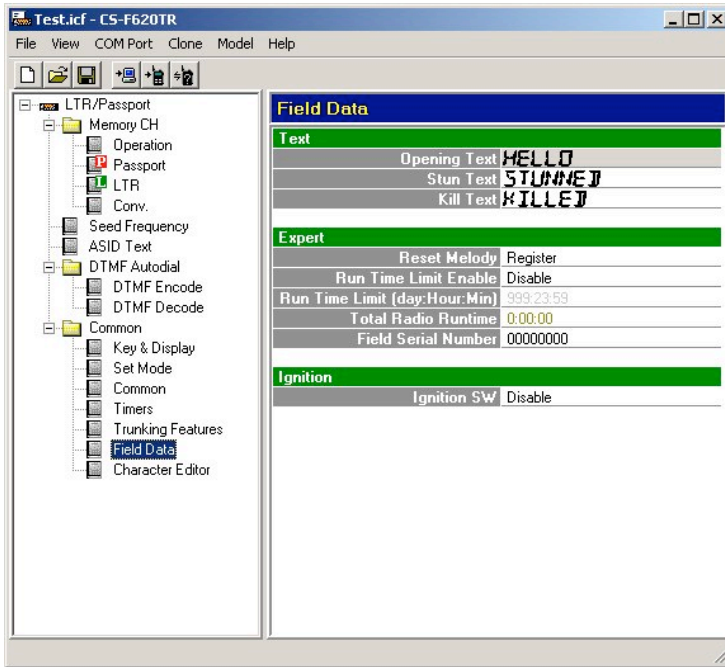 Test.icf - CS-F620TR
File View COM Port Clone Model Help
LTR/Passport
Memory CH
Operation
P Passport
L LTR
Conv.
Seed Frequency
ASID Text
DTMF Autodial
DTMF Encode
DTMF Decode
Common
Key & Display
Set Mode
Common
Timers
Trunking Features
Field Data
Character Editor
Field Data
Text
Opening Text HELLO
Stun Text STUNNED
Kill Text KILLED
Expert
Reset Melody Register
Run Time Limit Enable Disable
Run Time Limit (day:Hour:Min) 999:23:59
Total Radio Runtime 0:00:00
Field Serial Number 00000000
Ignition
Ignition SW Disable